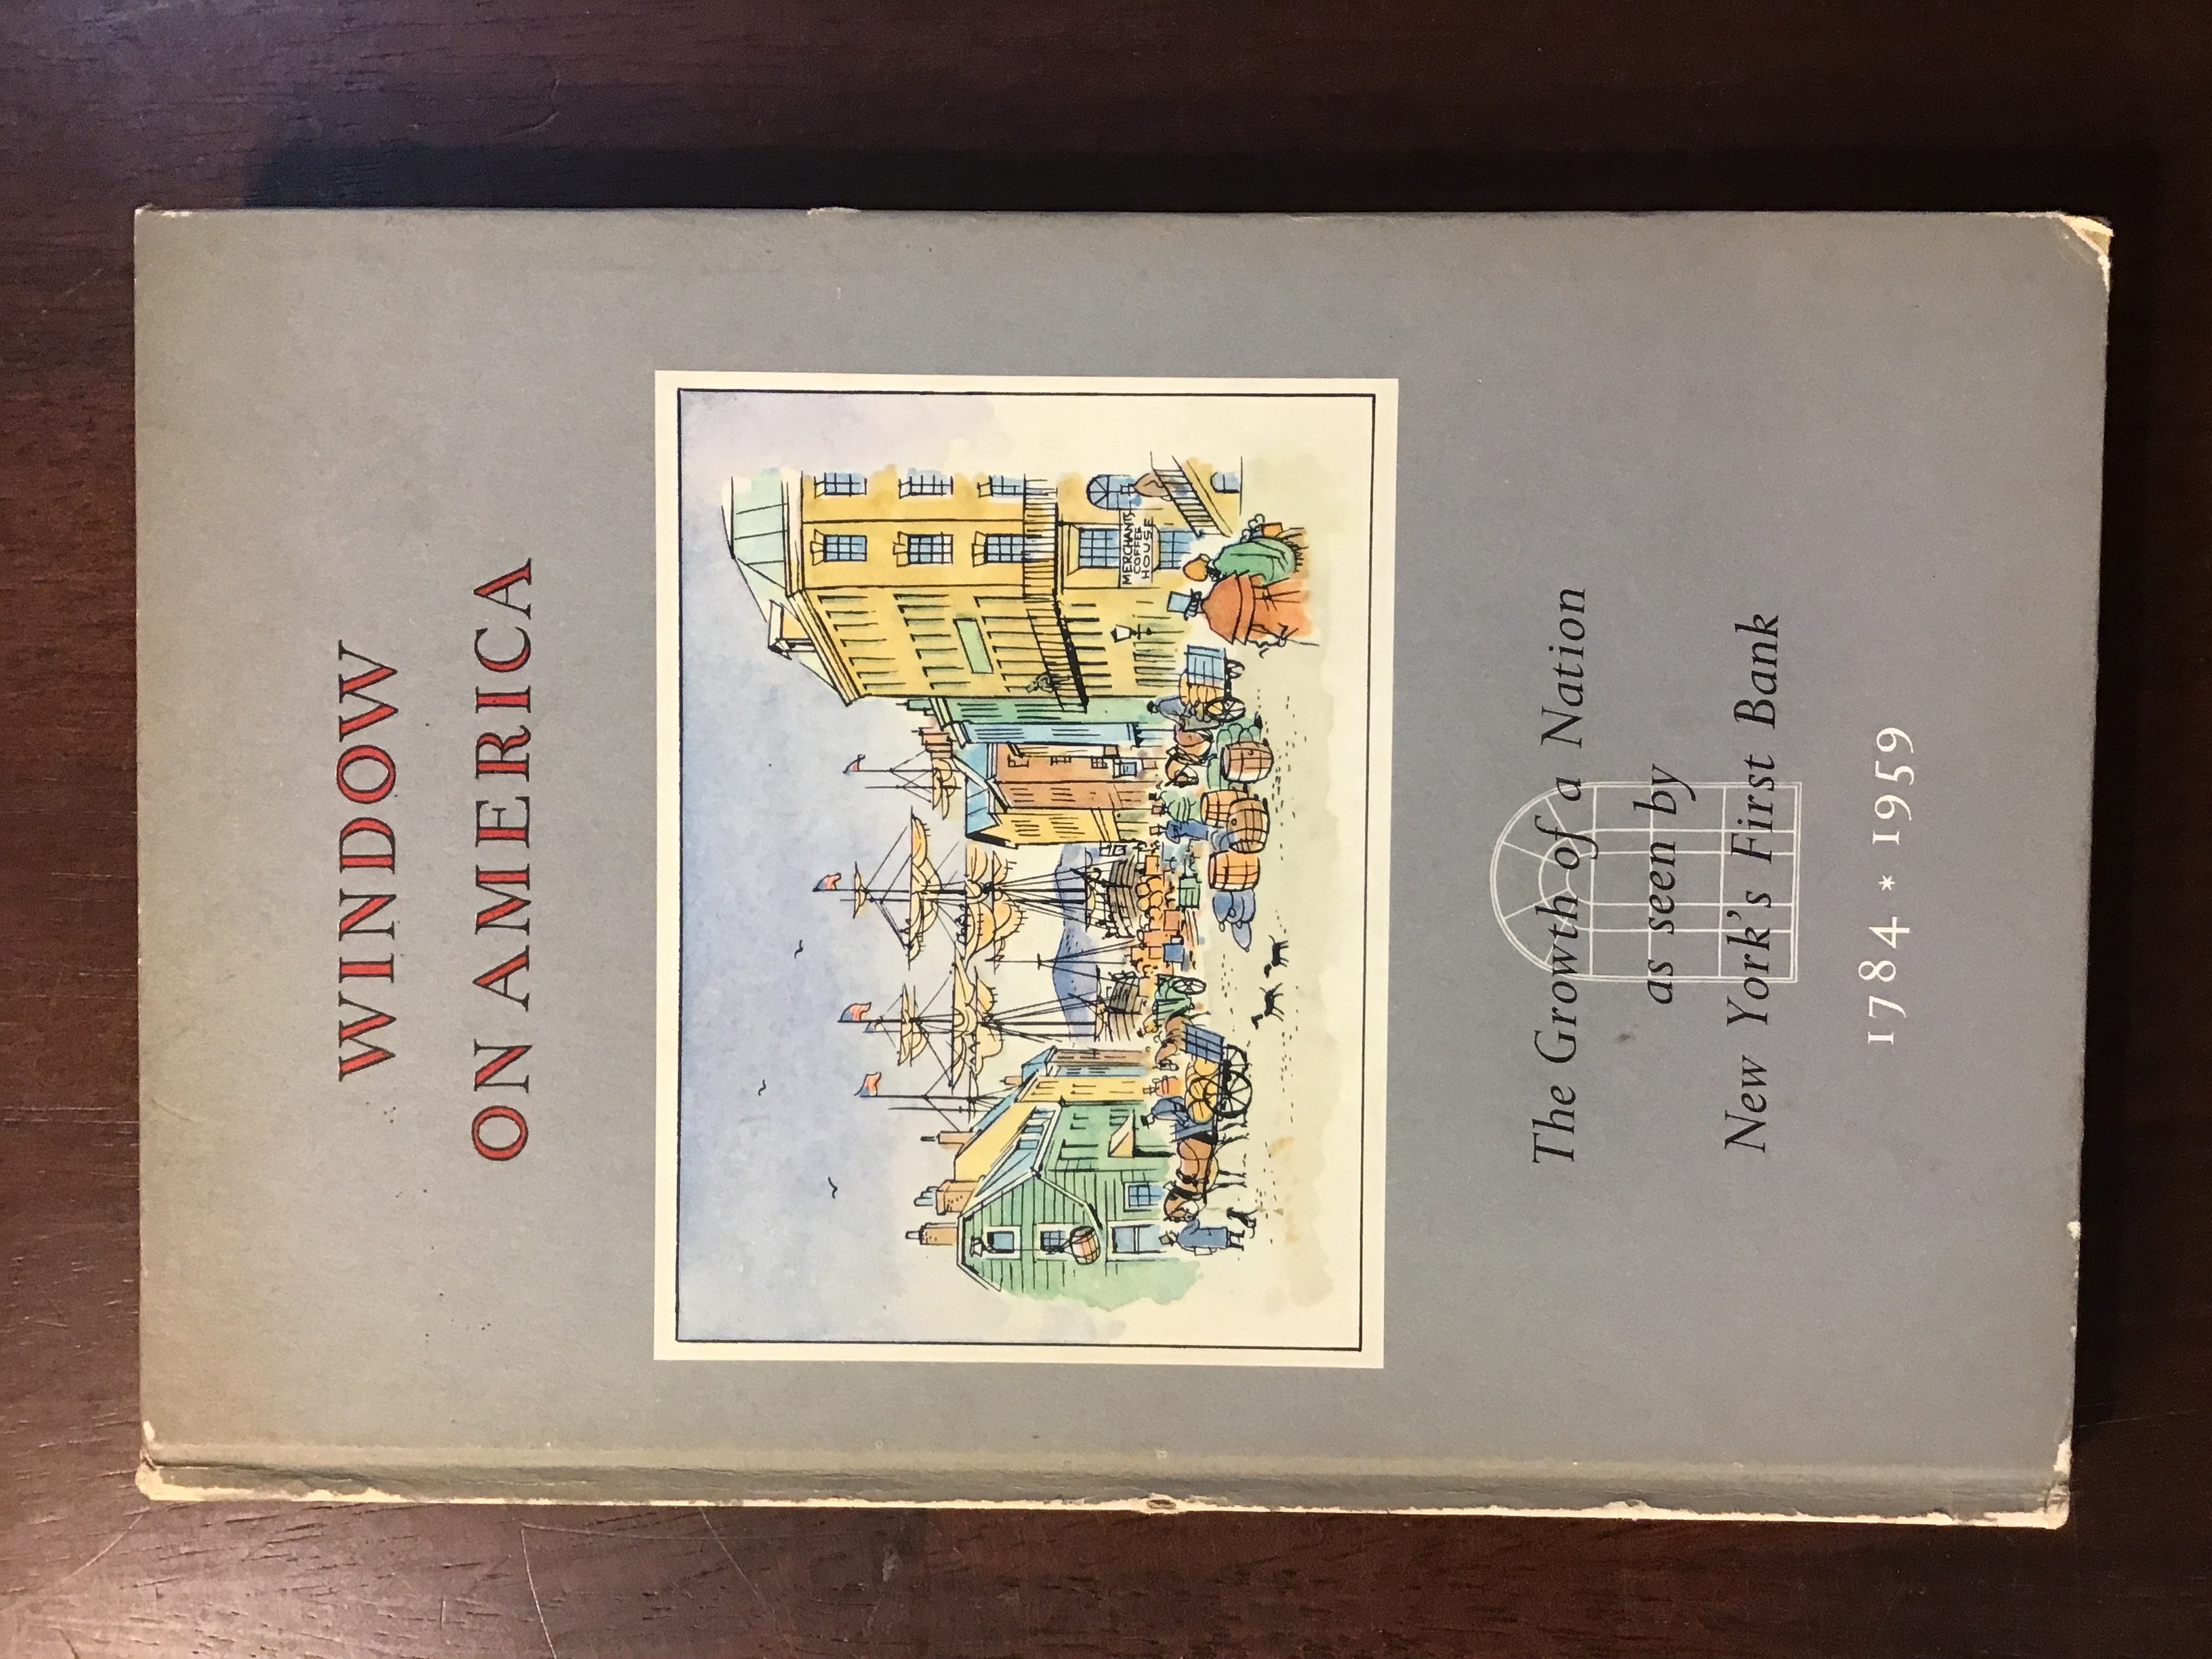 WINDOW
ON AMERICA
MERCHANTS
COFFEE
HOUSE
The Growth of a Nation
as seen by
New York's First Bank
1784 * 1959